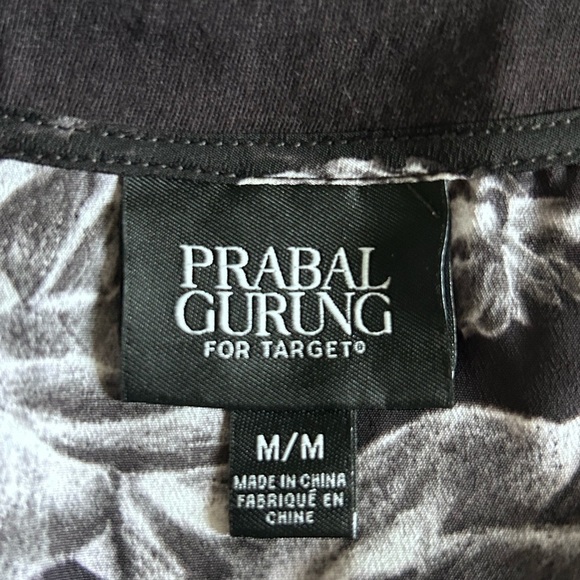 PRABAL
GURUNG
FOR TARGET®
M/M
MADE IN CHINA
FABRIQUÉ EN
CHINE